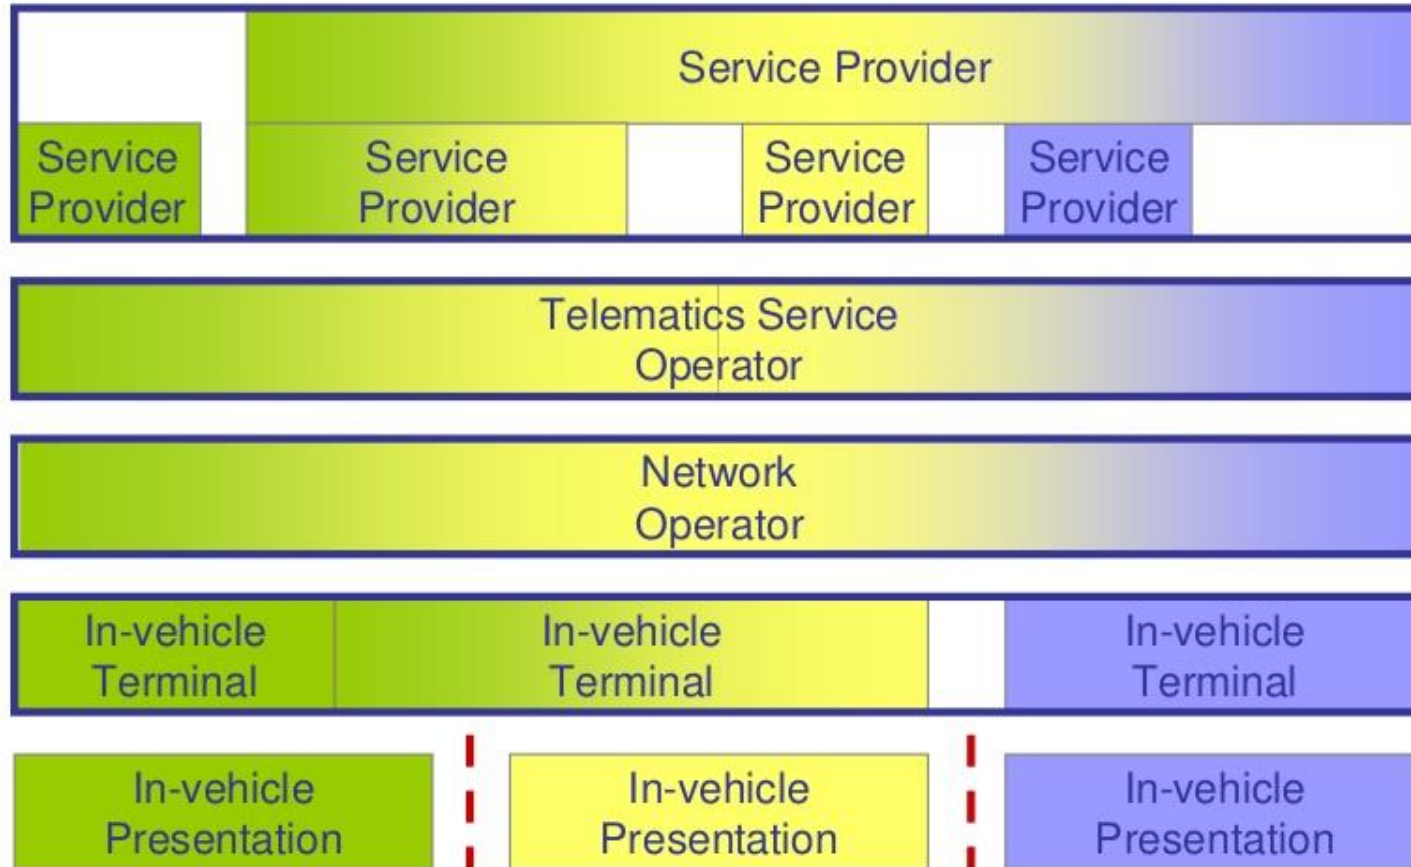 Service Provider
Service
Provider
Service
Provider
Service
Provider
Service
Provider
Telematics Service
Operator
Network
Operator
In-vehicle
Terminal
In-vehicle
Terminal
In-vehicle
Terminal
In-vehicle
Presentation
In-vehicle
Presentation
In-vehicle
Presentation